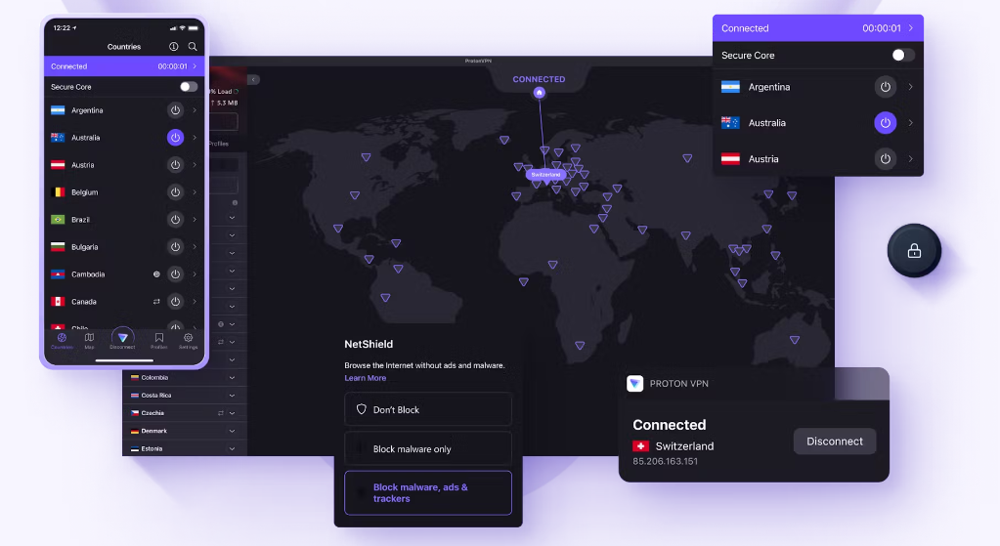 12:22
Countries
Connected 00:00:01
Secure Core
Argentina
Australia
Austria
Belgium
Brazil
Bulgaria
Cambodia
Canada
Chile
Countries Map Disconnect Profiles Settings
ProtonVPN
% Load
↑ 5.3 MB
Profiles
Colombia
Costa Rica
Czechia
Denmark
Estonia
CONNECTED
Switzerland
NetShield
Browse the Internet without ads and malware.
Learn More
Don't Block
Block malware only
Block malware, ads &
trackers
Connected 00:00:01
Secure Core
Argentina
Australia
Austria
PROTON VPN
Connected
Switzerland
85.206.163.151
Disconnect